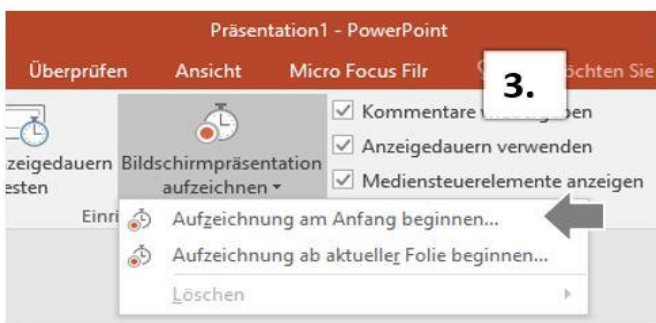 Präsentation1 - PowerPoint
Überprüfen Ansicht Micro Focus Filr Sie
3.
Kommentare
zeigedauern Bildschirmpräsentation Anzeigedauern verwenden
esten aufzeichnen Mediensteuerelemente anzeigen
Einri
Aufzeichnung am Anfang beginnen...
Aufzeichnung ab aktueller Folie beginnen...
Löschen